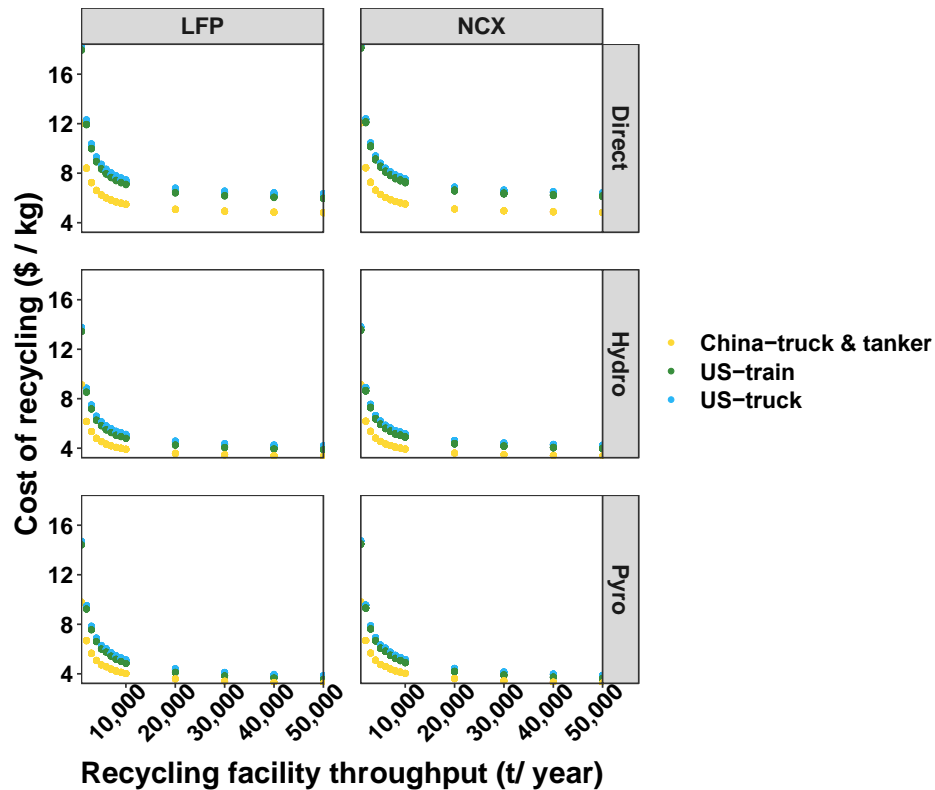 LFP
NCX
Cost of recycling ($ / kg)
16
12
8
4
Direct
16
12
8
4
Hydro
16
12
8
4
Pyro
China−truck & tanker
US−train
US−truck
10,000
20,000
30,000
40,000
50,000
10,000
20,000
30,000
40,000
50,000
Recycling facility throughput (t/ year)